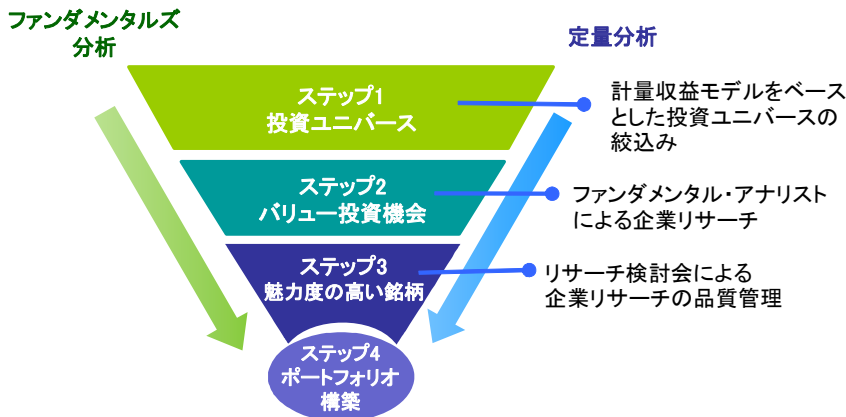 ファンダメンタルズ
分析
定量分析
ステップ1
投資ユニバース
計量収益モデルをベース
とした投資ユニバースの
絞込み
ステップ2
バリュー投資機会
ファンダメンタル・アナリスト
による企業リサーチ
ステップ3
魅力度の高い銘柄
リサーチ検討会による
企業リサーチの品質管理
ステップ4
ポートフォリオ
構築